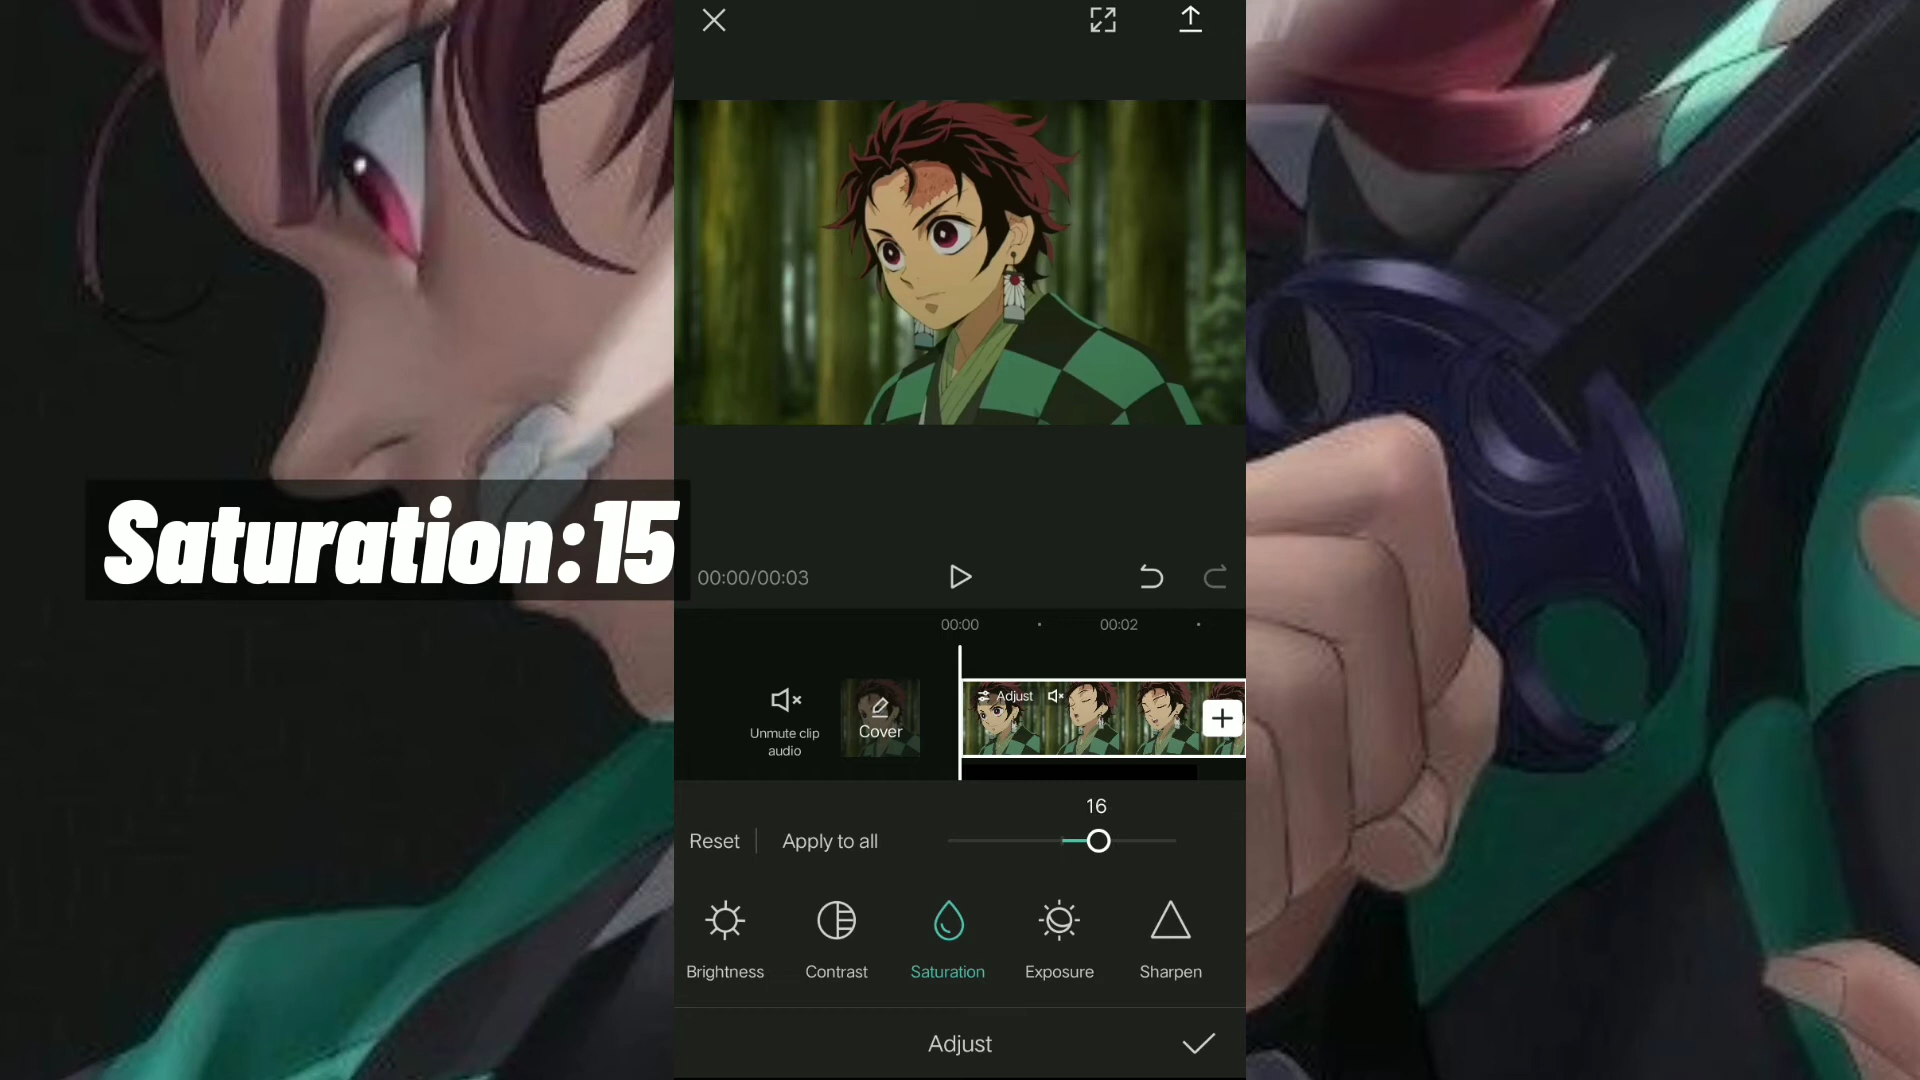 Saturation:15
00:00/00:03
00:00
00:02
Unmute clip
audio
Cover
Adjust
16
Reset
Apply to all
Brightness
Contrast
Saturation
Exposure
Sharpen
Adjust